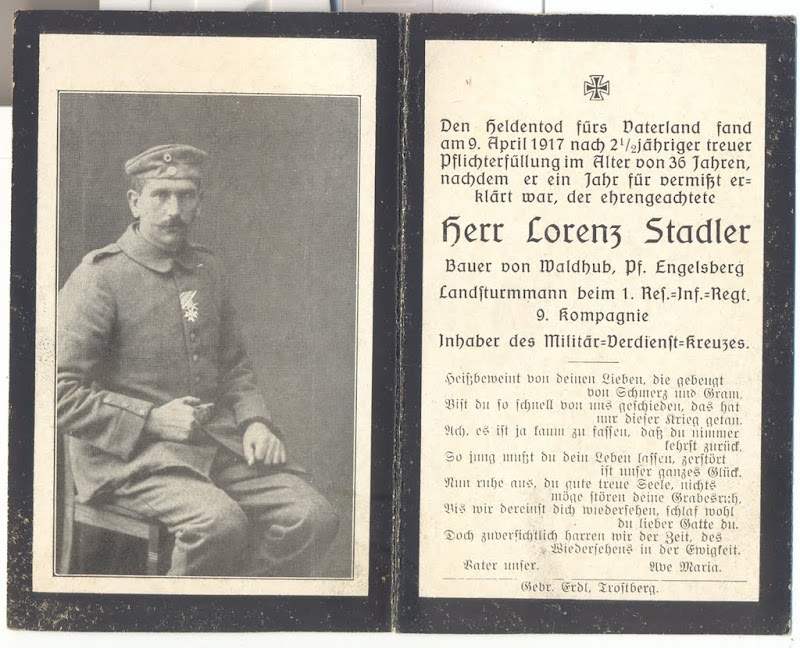 Den Heldentod fürs Vaterland fand
am 9. April 1917 nach 2 1/2jähriger treuer
Pflichterfüllung im Alter von 36 Jahren,
nachdem er ein Jahr für vermißt er-
klärt war, der ehrengeachtete
Herr Lorenz Stadler
Bauer von Waldhub, Pf. Engelsberg
Landsturmmann beim 1. Res.-Inf.-Regt.
9. Kompagnie
Inhaber des Militär-Verdienst-Kreuzes.
Heißbeweint von deinen Lieben, die gebeugt
von Schmerz und Gram,
Bist du so schnell von uns geschieden, das hat
nur dieser Krieg getan.
Ach, es ist ja kaum zu fassen, daß du nimmer
kehrst zurück,
So jung mußt du dein Leben lassen, zerstört
ist unser ganzes Glück.
Nun ruhe aus, du gute treue Seele, nichts
möge stören deine Grabesruh,
Bis wir dereinst dich wiedersehen, schlaf wohl
du lieber Gatte du.
Doch zuversichtlich harren wir der Zeit, des
Wiedersehens in der Ewigkeit.
Vater unser. Ave Maria.
Gebr. Erdl, Trostberg.